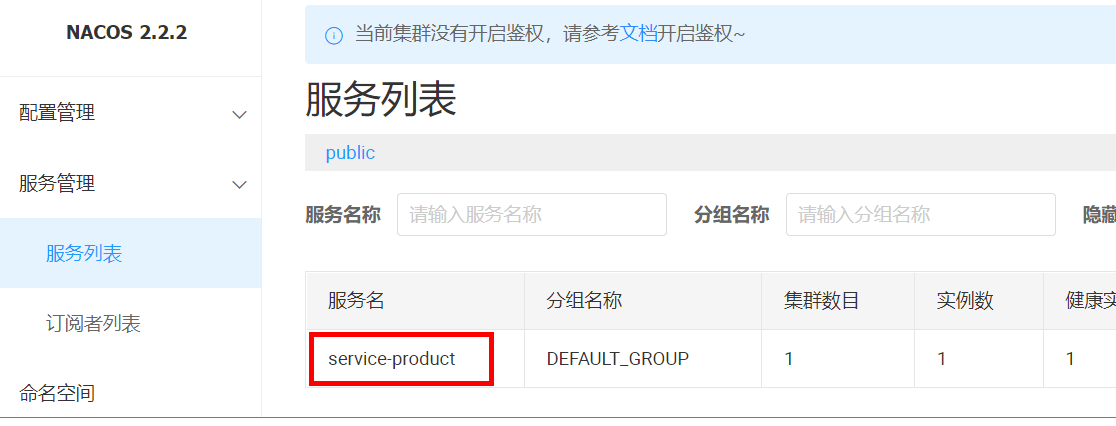 NACOS 2.2.2
配置管理
服务管理
服务列表
订阅者列表
命名空间
当前集群没有开启鉴权，请参考文档开启鉴权~
服务列表
public
服务名称 请输入服务名称 分组名称 请输入分组名称 隐藏
服务名 分组名称 集群数目 实例数 健康实
service-product DEFAULT_GROUP 1 1 1